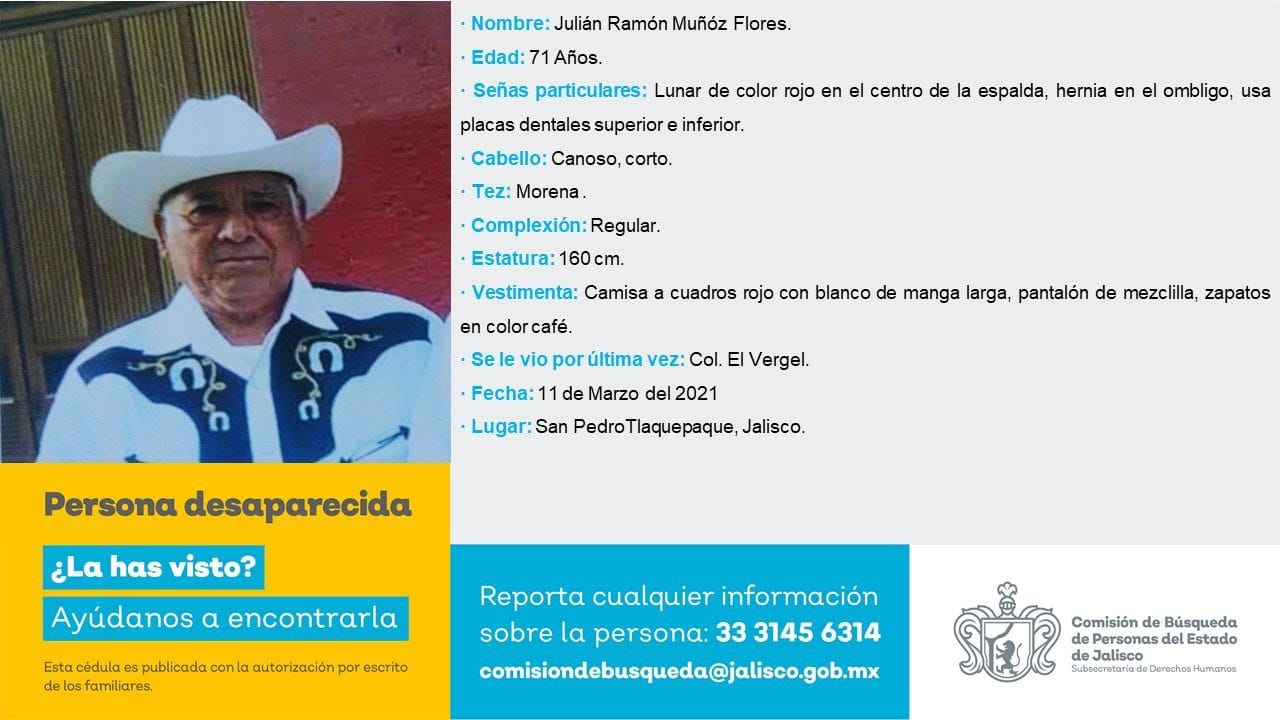 · Nombre: Julián Ramón Muñóz Flores.
· Edad: 71 Años.
· Señas particulares: Lunar de color rojo en el centro de la espalda, hernia en el ombligo, usa
placas dentales superior e inferior.
· Cabello: Canoso, corto.
· Tez: Morena .
· Complexión: Regular.
· Estatura: 160 cm.
· Vestimenta: Camisa a cuadros rojo con blanco de manga larga, pantalón de mezclilla, zapatos
en color café.
· Se le vio por última vez: Col. El Vergel.
· Fecha: 11 de Marzo del 2021
· Lugar: San PedroTlaquepaque, Jalisco.
Persona desaparecida
¿La has visto?
Ayúdanos a encontrarla
Esta cédula es publicada con la autorización por escrito
de los familiares.
Reporta cualquier información
sobre la persona: 33 3145 6314
comisiondebusqueda@jalisco.gob.mx
Comisión de Búsqueda
de Personas del Estado
de Jalisco
Subsecretaría de Derechos Humanos